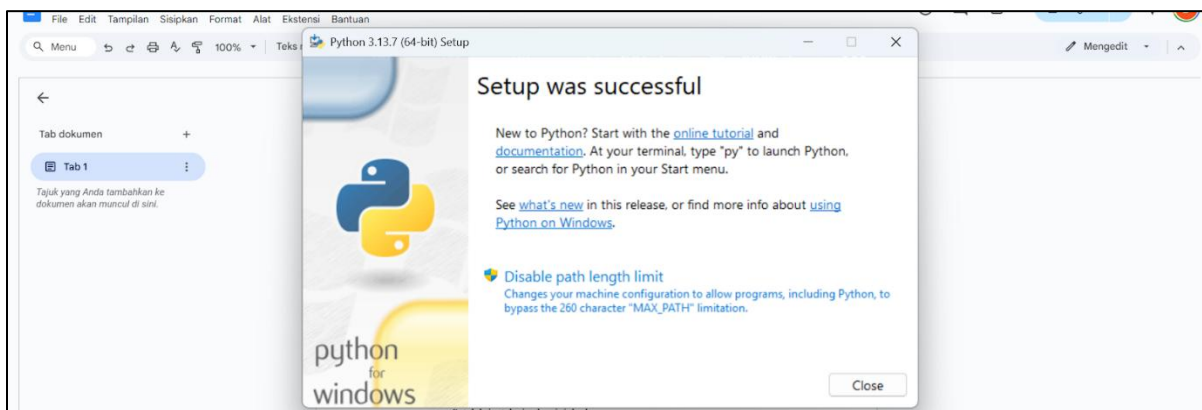 File Edit Tampilan Sisipkan Format Alat Ekstensi Bantuan
Menu 100% Teks
Mengedit
Tab dokumen
Tab 1
Tajuk yang Anda tambahkan ke
dokumen akan muncul di sini.
Python 3.13.7 (64-bit) Setup
Setup was successful
New to Python? Start with the online tutorial and
documentation. At your terminal, type "py" to launch Python,
or search for Python in your Start menu.
See what's new in this release, or find more info about using
Python on Windows.
Disable path length limit
Changes your machine configuration to allow programs, including Python, to
bypass the 260 character "MAX_PATH" limitation.
python
for
windows
Close